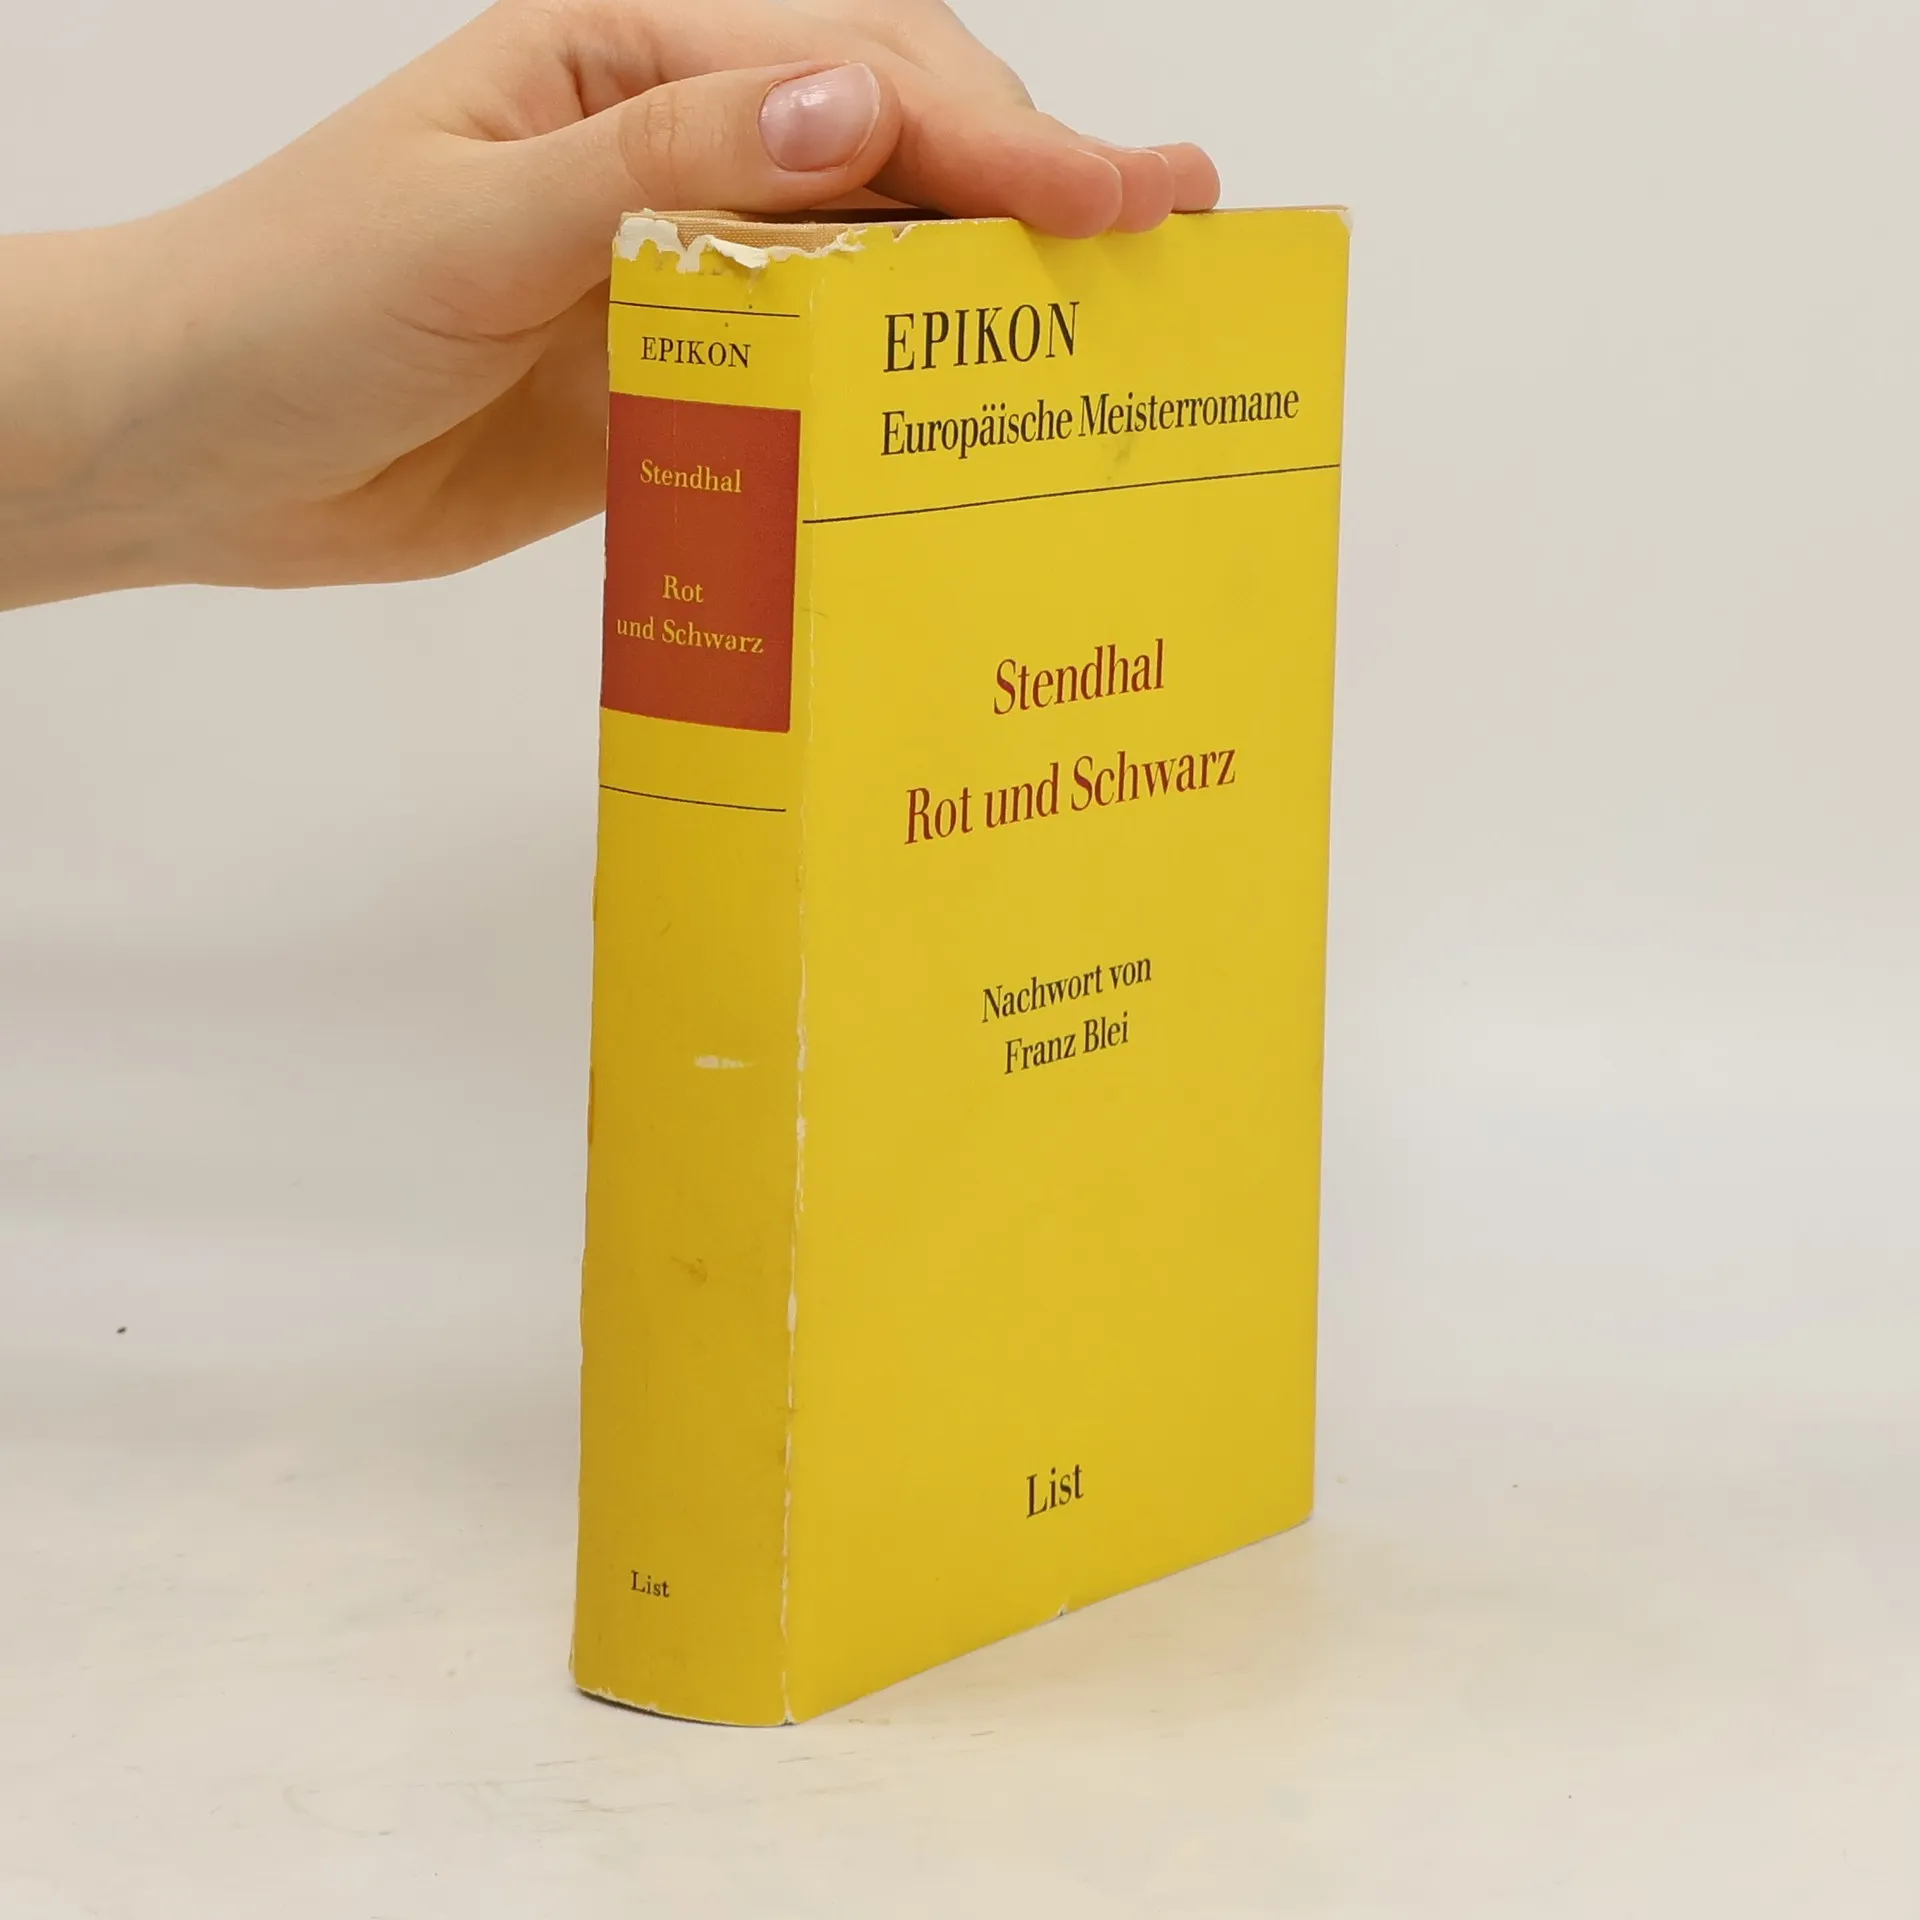 EPIKON
Stendhal
Rot
und Schwarz
List
EPIKON
Europäische Meisterromane
Stendhal
Rot und Schwarz
Nachwort von
Franz Blei
List